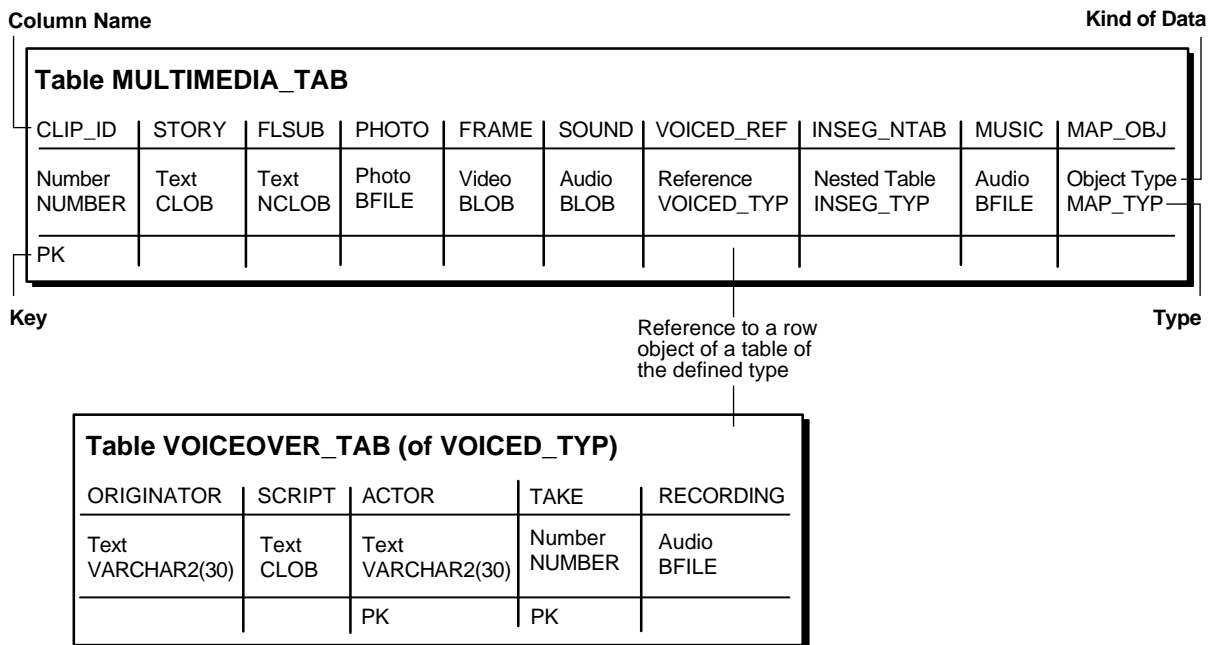 Column Name
Kind of Data
Table MULTIMEDIA_TAB
CLIP_ID STORY FLSUB PHOTO FRAME SOUND VOICED_REF INSEG_NTAB MUSIC MAP_OBJ
Number Text Text Photo Video Audio Reference Nested Table Audio Object Type
NUMBER CLOB NCLOB BFILE BLOB BLOB VOICED_TYP INSEG_TYP BFILE MAP_TYP
PK
Key
Type
Reference to a row
object of a table of
the defined type
Table VOICEOVER_TAB (of VOICED_TYP)
ORIGINATOR SCRIPT ACTOR TAKE RECORDING
Text Text Text Number Audio
VARCHAR2(30) CLOB VARCHAR2(30) NUMBER BFILE
PK PK